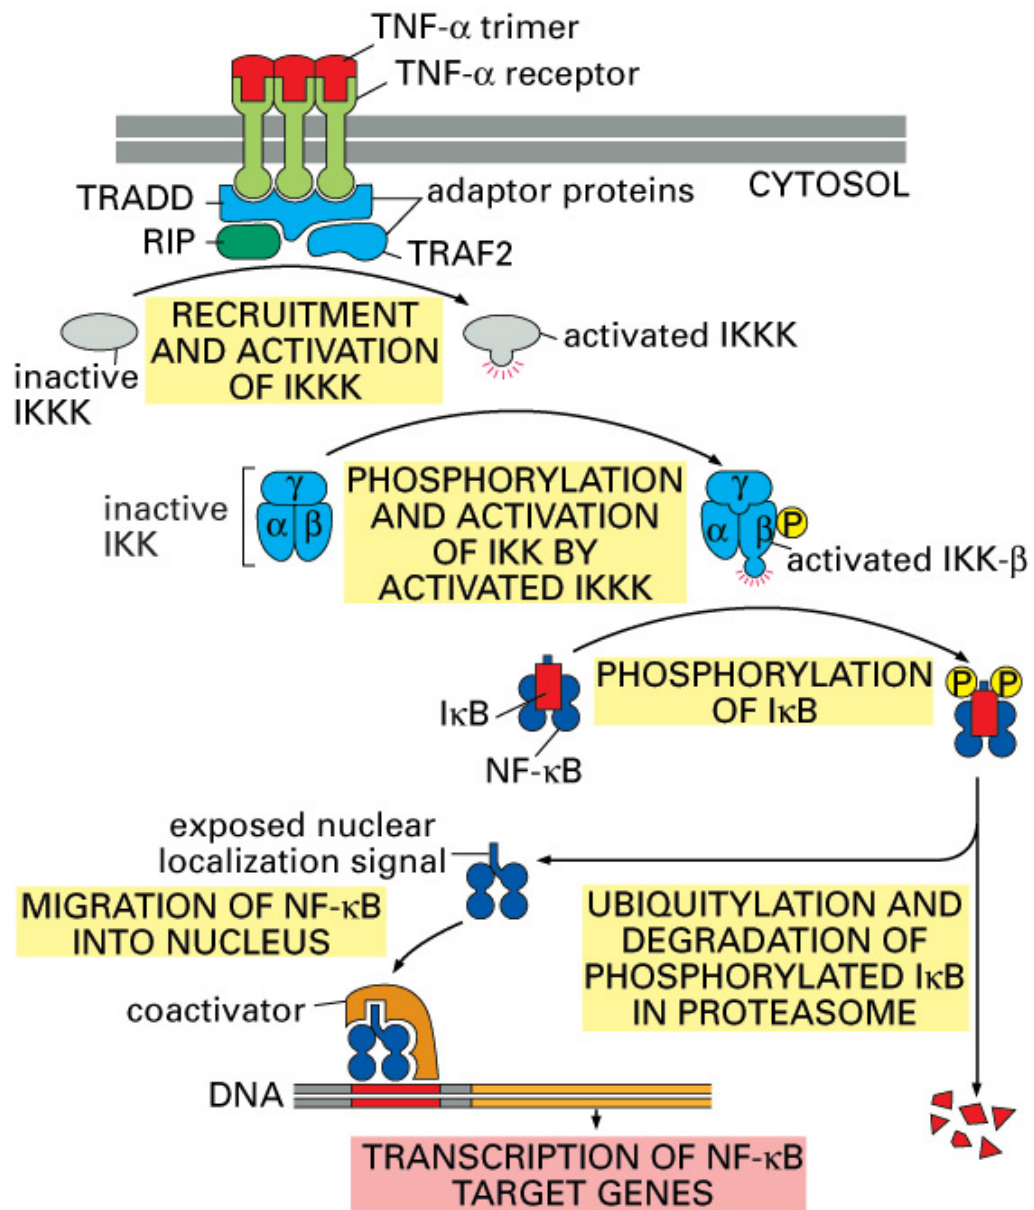 TNF-α trimer
TNF-α receptor
CYTOSOL
TRADD
adaptor proteins
RIP
TRAF2
RECRUITMENT
AND ACTIVATION
OF IKKK
inactive
IKKK
activated IKKK
inactive
IKK
γ
α β
PHOSPHORYLATION
AND ACTIVATION
OF IKK BY
ACTIVATED IKKK
γ
α β P
activated IKK-β
IκB
NF-κB
PHOSPHORYLATION
OF IκB
P P
exposed nuclear
localization signal
MIGRATION OF NF-κB
INTO NUCLEUS
UBIQUITYLATION AND
DEGRADATION OF
PHOSPHORYLATED IκB
IN PROTEASOME
coactivator
DNA
TRANSCRIPTION OF NF-κB
TARGET GENES